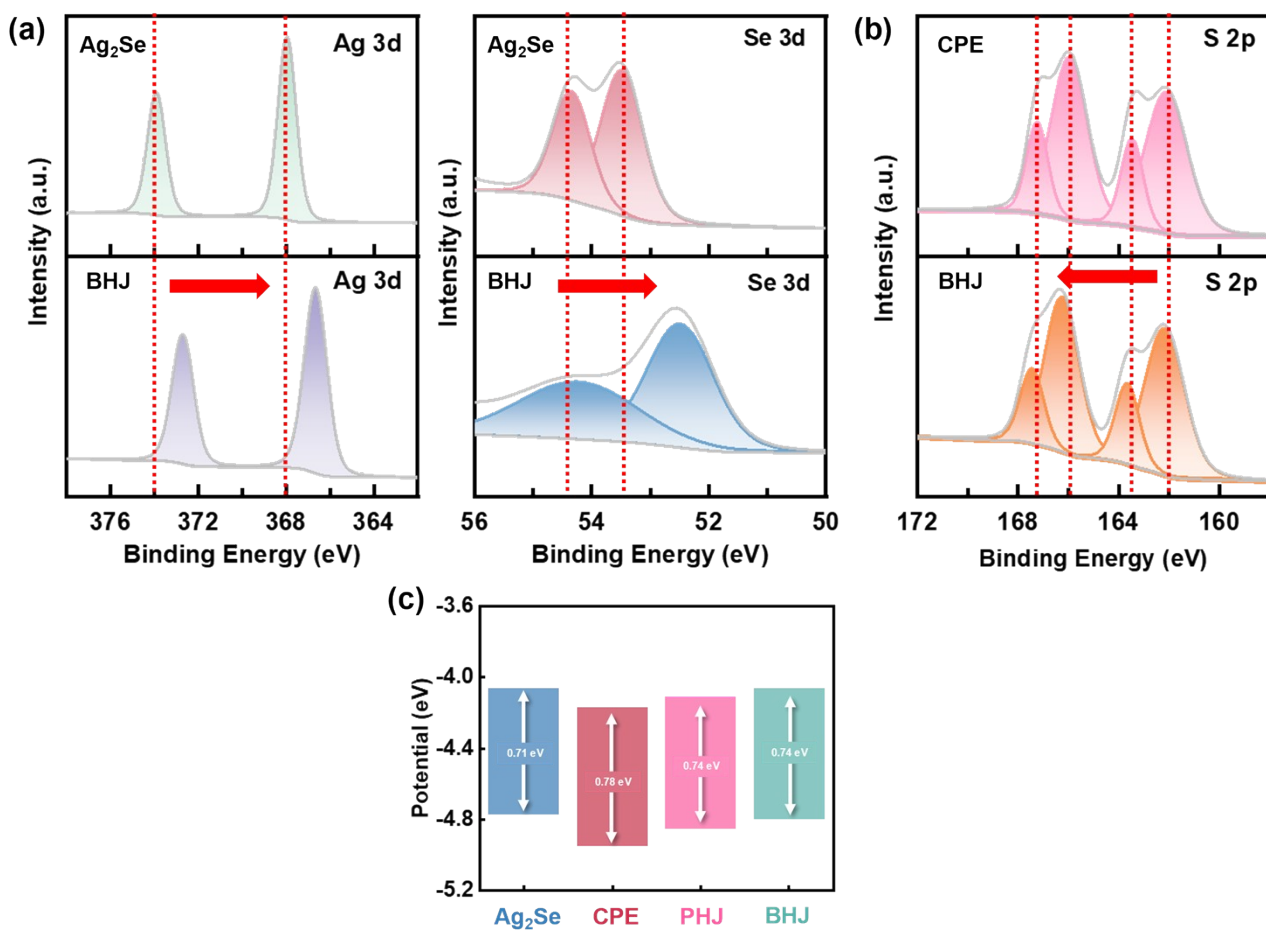 (a)
Ag₂Se
Ag 3d
Ag₂Se
Se 3d
(b)
CPE
S 2p
BHJ
Ag 3d
BHJ
Se 3d
BHJ
S 2p
Intensity (a.u.)
Intensity (a.u.)
Intensity (a.u.)
376 372 368 364
56 54 52 50
172 168 164 160
Binding Energy (eV)
Binding Energy (eV)
Binding Energy (eV)
(c)
Potential (eV)
-3.6
-4.0
-4.4
-4.8
-5.2
0.71 eV
0.78 eV
0.74 eV
0.74 eV
Ag₂Se CPE PHJ BHJ